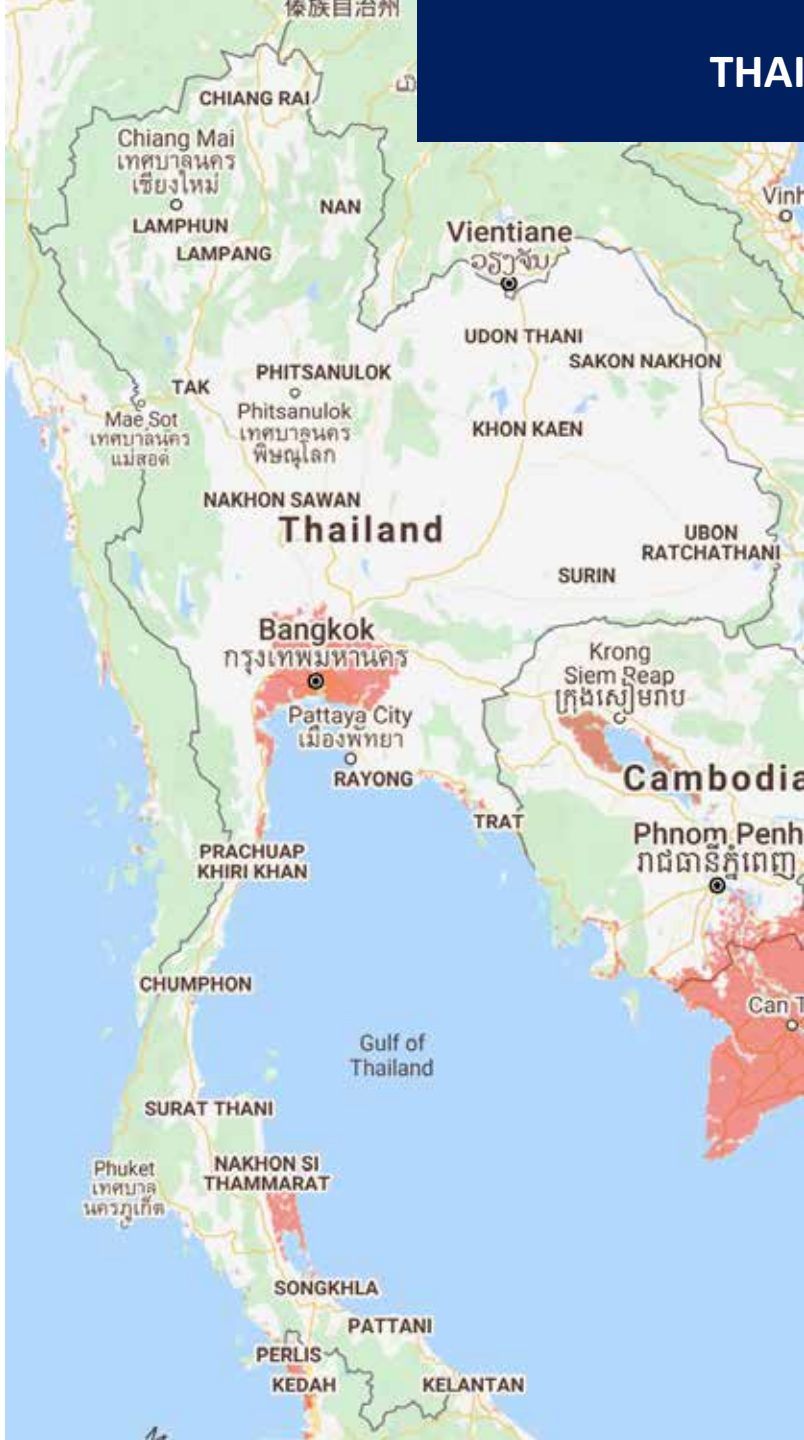 傣族自治州
THAI
CHIANG RAI
Chiang Mai
เทศบาลนคร
เชียงใหม่
NAN
LAMPHUN
LAMPANG
Vinh
Vientiane
ວຽງຈັນ
UDON THANI
SAKON NAKHON
PHITSANULOK
TAK
Phitsanulok
เทศบาลนคร
พิษณุโลก
Mae Sot
เทศบาลนคร
แม่สอด
KHON KAEN
NAKHON SAWAN
Thailand
UBON
RATCHATHANI
SURIN
Bangkok
กรุงเทพมหานคร
Krong
Siem Reap
ក្រុងសៀមរាប
Pattaya City
เมืองพัทยา
RAYONG
Cambodia
TRAT
Phnom Penh
រាជធានីភ្នំពេញ
PRACHUAP
KHIRI KHAN
CHUMPHON
Can T
Gulf of
Thailand
SURAT THANI
Phuket
เทศบาล
นครภูเก็ต
NAKHON SI
THAMMARAT
SONGKHLA
PATTANI
PERLIS
KEDAH
KELANTAN